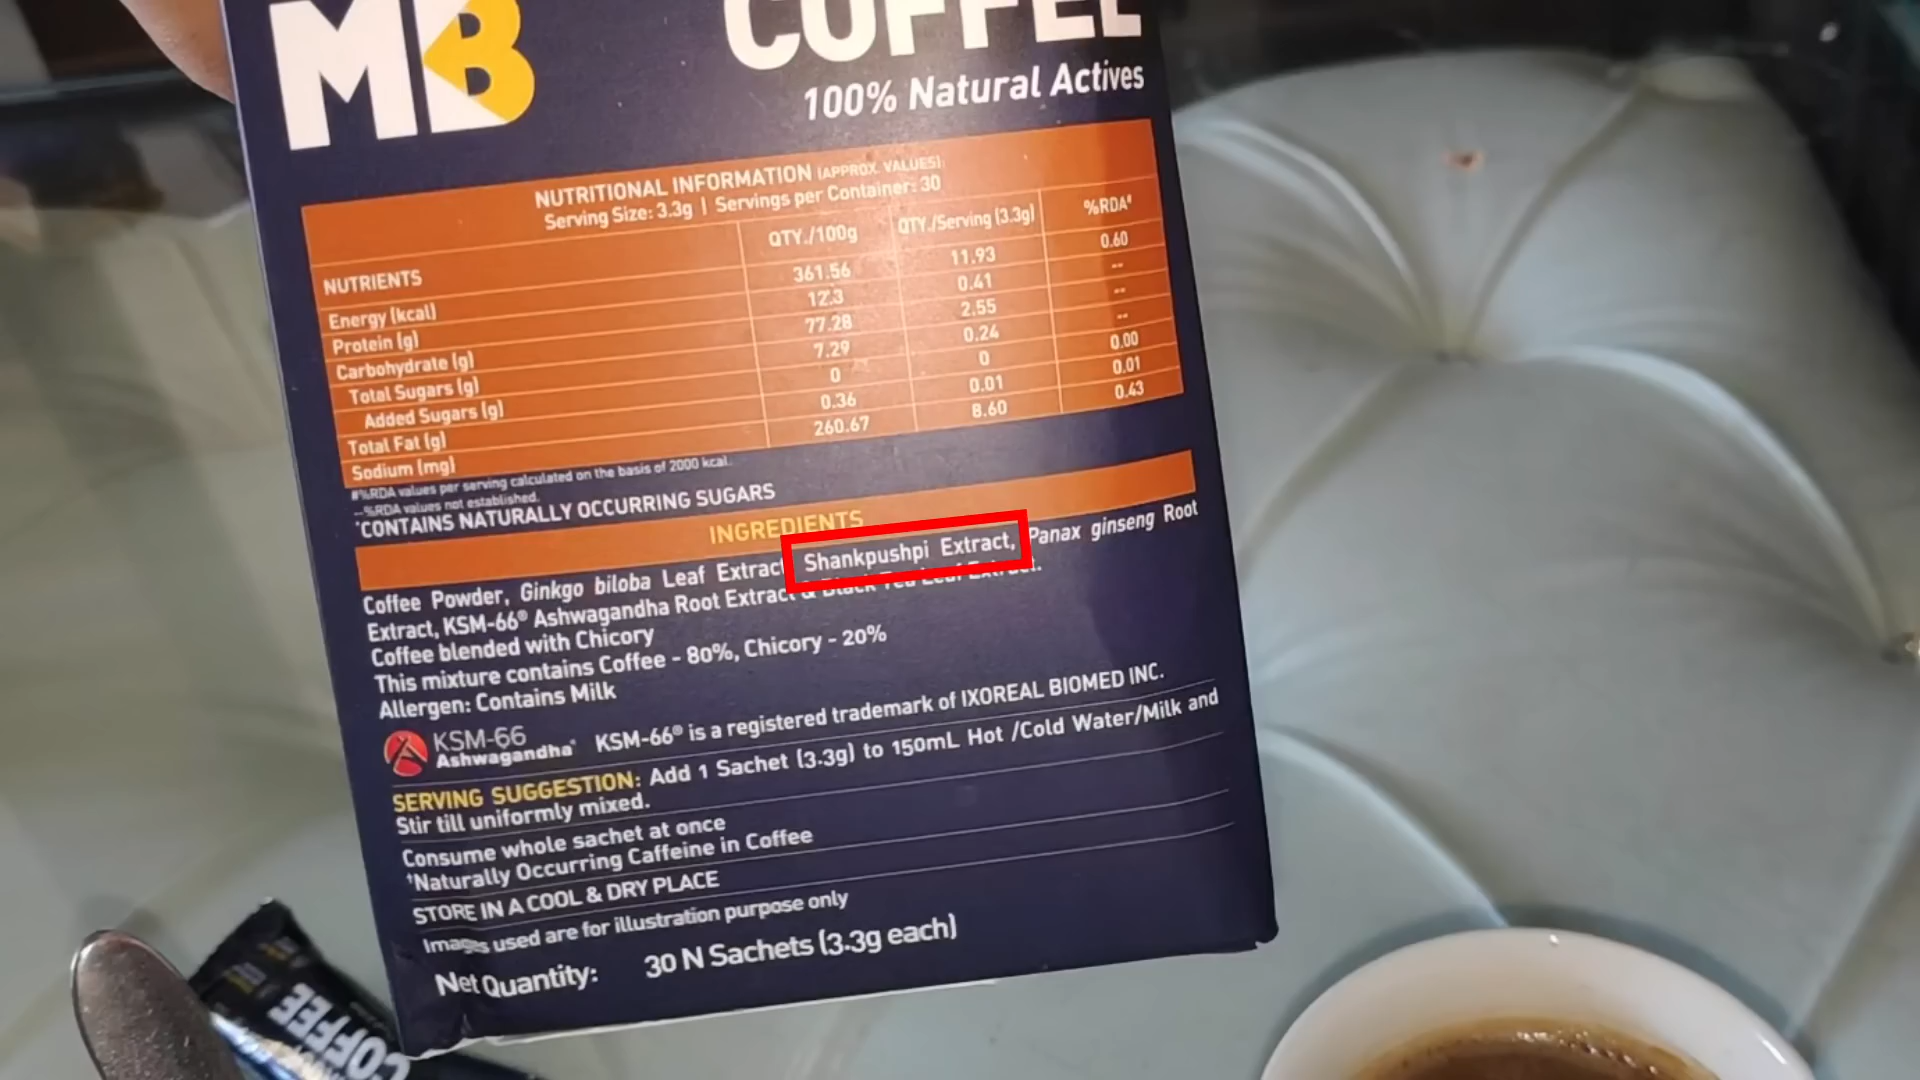 MB
COFFEE
100% Natural Actives
NUTRITIONAL INFORMATION (APPROX. VALUES)
Serving Size: 3.3g | Servings per Container: 30
NUTRIENTS QTY./100g QTY./Serving (3.3g) %RDA#
Energy (kcal) 361.56 11.93 0.60
Protein (g) 12.3 0.41 --
Carbohydrate (g) 77.28 2.55 --
Total Sugars (g) 7.29 0.24 --
Added Sugars (g) 0 0 0.00
Total Fat (g) 0.36 0.01 0.01
Sodium (mg) 260.67 8.60 0.43
#%RDA values per serving calculated on the basis of 2000 kcal.
--%RDA values not established.
*CONTAINS NATURALLY OCCURRING SUGARS
INGREDIENTS
Coffee Powder, Ginkgo biloba Leaf Extract Shankpushpi Extract, Panax ginseng Root
Extract, KSM-66® Ashwagandha Root Extract & Black Tea Leaf Extract.
Coffee blended with Chicory
This mixture contains Coffee - 80%, Chicory - 20%
Allergen: Contains Milk
KSM-66
Ashwagandha®
KSM-66® is a registered trademark of IXOREAL BIOMED INC.
SERVING SUGGESTION: Add 1 Sachet (3.3g) to 150mL Hot /Cold Water/Milk and
Stir till uniformly mixed.
Consume whole sachet at once
†Naturally Occurring Caffeine in Coffee
STORE IN A COOL & DRY PLACE
Images used are for illustration purpose only
Net Quantity: 30 N Sachets (3.3g each)
COFFEE